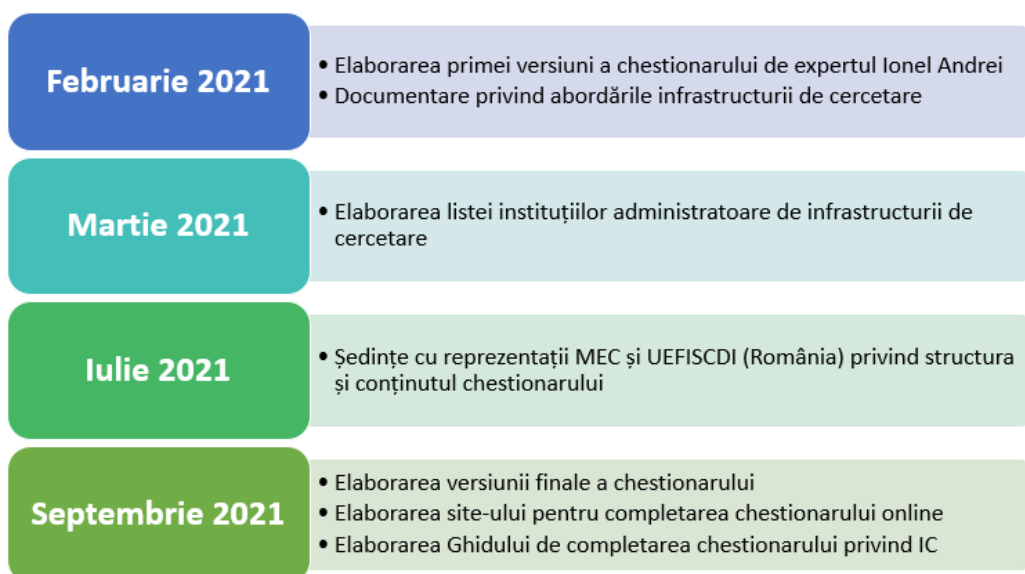 Februarie 2021
• Elaborarea primei versiuni a chestionarului de expertul Ionel Andrei
• Documentare privind abordările infrastructurii de cercetare
Martie 2021
• Elaborarea listei instituțiilor administratoare de infrastructurii de
cercetare
Iulie 2021
• Ședințe cu reprezentații MEC și UEFISCDI (România) privind structura
și conținutul chestionarului
Septembrie 2021
• Elaborarea versiunii finale a chestionarului
• Elaborarea site-ului pentru completarea chestionarului online
• Elaborarea Ghidului de completarea chestionarului privind IC